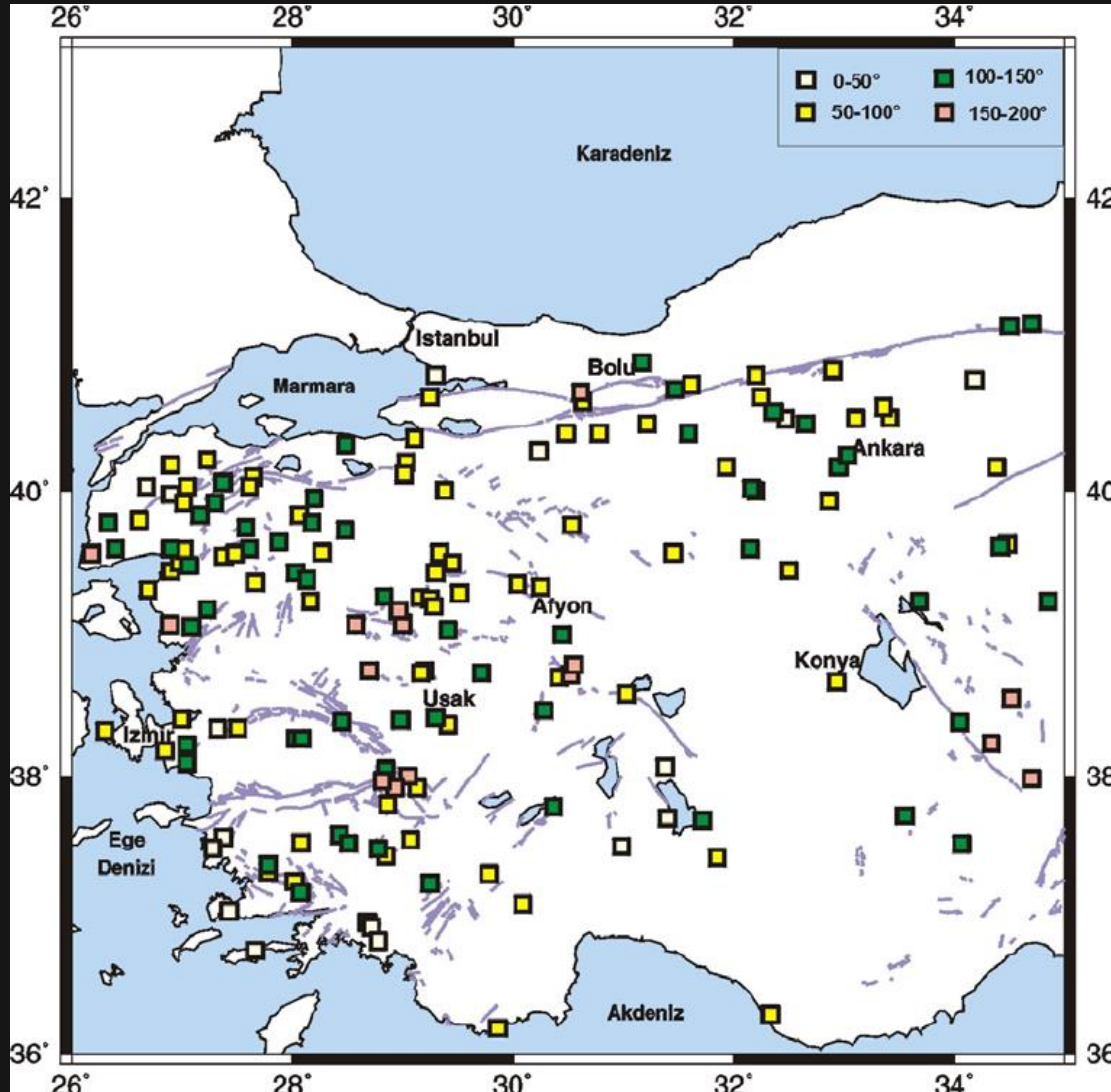 26° 28° 30° 32° 34°
0-50° 100-150°
50-100° 150-200°
Karadeniz
42° 42
Istanbul
Bolu
Marmara
Ankara
40° 40
Afyon
Konya
Usak
Izmir
38° 38
Ege
Denizi
Akdeniz
36° 36
26° 28° 30° 32° 34°